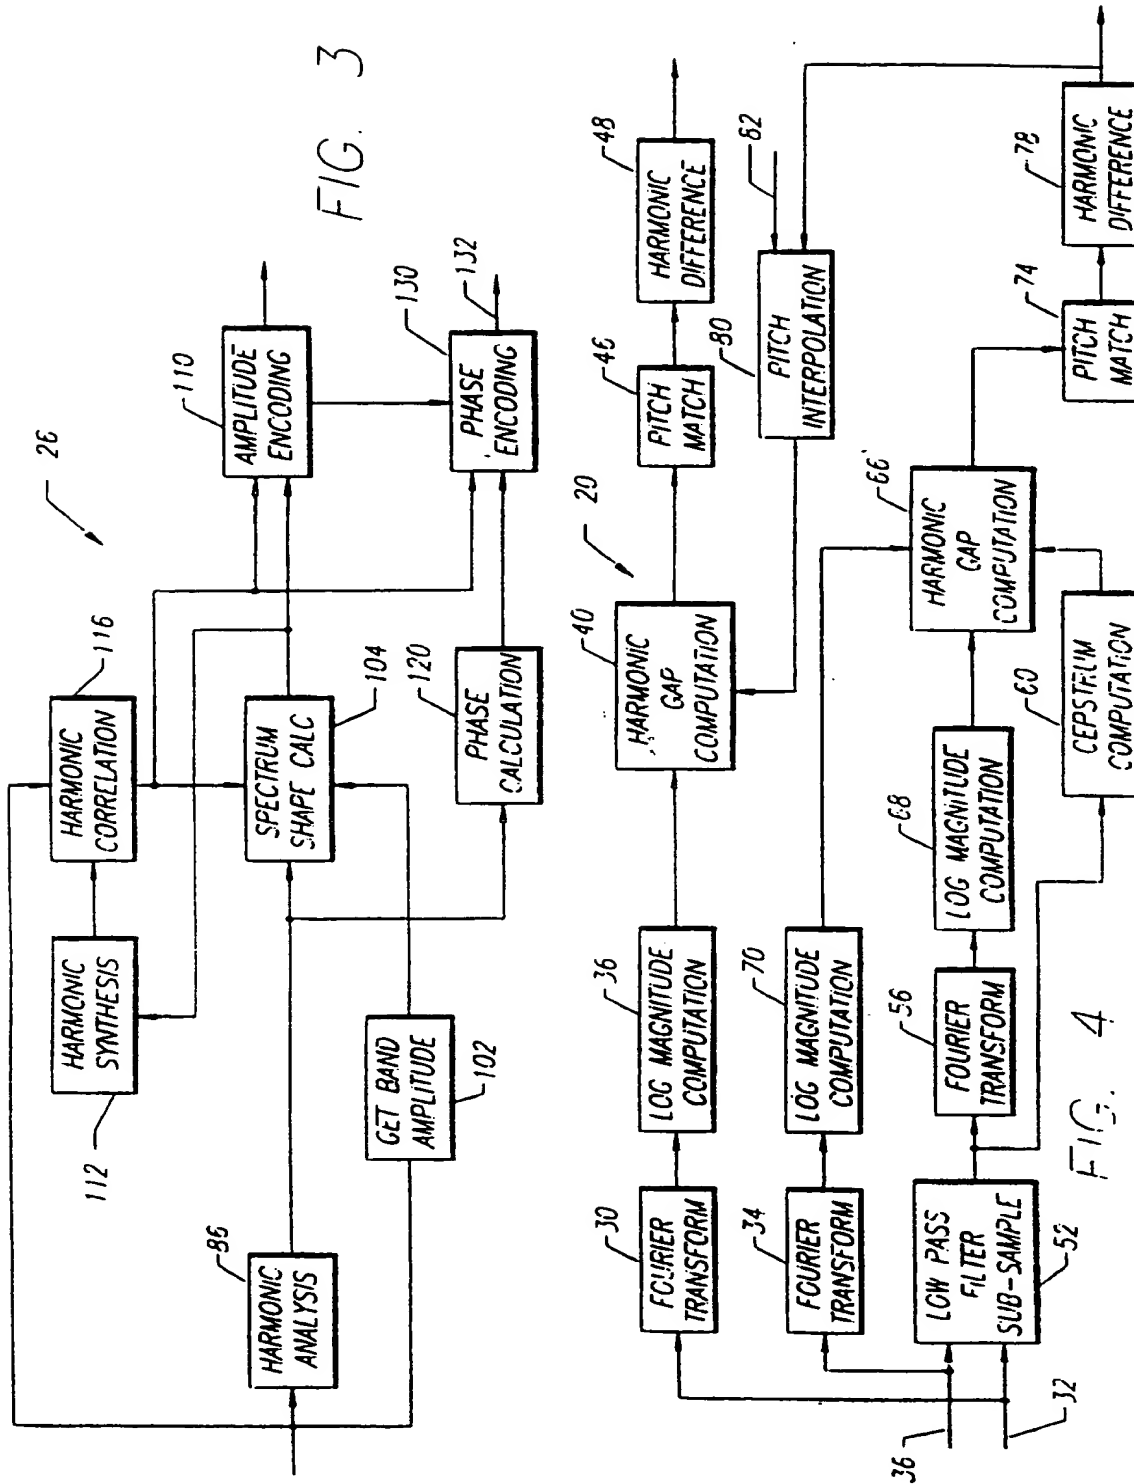 FIG. 3
26
HARMONIC
SYNTHESIS
112
HARMONIC
CORRELATION
116
HARMONIC
ANALYSIS
86
SPECTRUM
SHAPE CALC
104
GET BAND
AMPLITUDE
102
PHASE
CALCULATION
120
AMPLITUDE
ENCODING
110
PHASE
ENCODING
130
132
FIG. 4
20
FOURIER
TRANSFORM
30
LOG MAGNITUDE
COMPUTATION
36
HARMONIC
GAP
COMPUTATION
40
PITCH
MATCH
46
HARMONIC
DIFFERENCE
48
FOURIER
TRANSFORM
34
LOG MAGNITUDE
COMPUTATION
70
PITCH
INTERPOLATION
80
82
36
32
LOW PASS
FILTER
SUB-SAMPLE
52
FOURIER
TRANSFORM
56
LOG MAGNITUDE
COMPUTATION
68
HARMONIC
GAP
COMPUTATION
66
CEPSTRUM
COMPUTATION
60
PITCH
MATCH
74
HARMONIC
DIFFERENCE
78